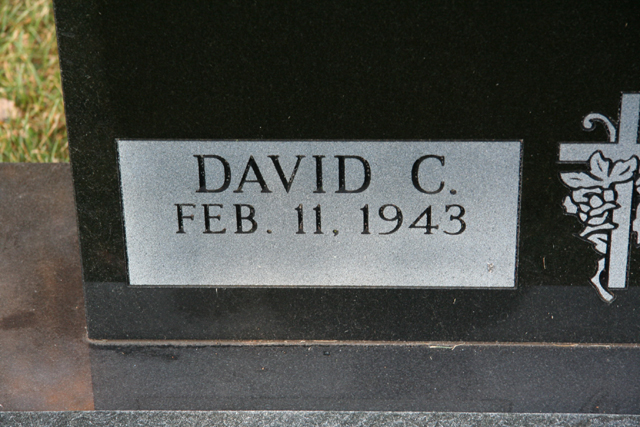 DAVID C.
FEB. 11, 1943